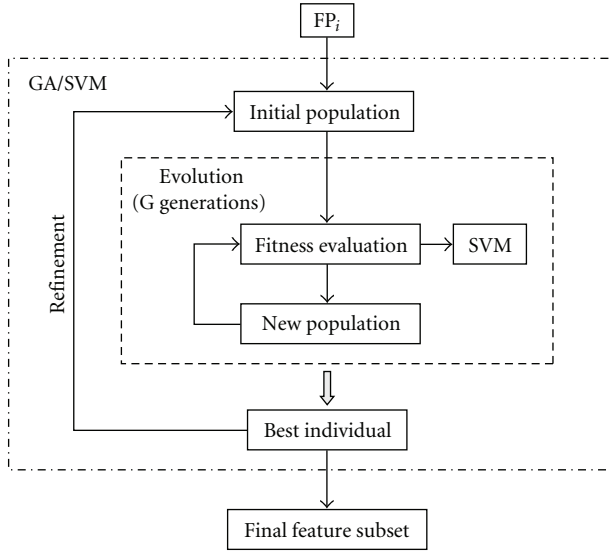 FPi
GA/SVM
Initial population
Evolution
(G generations)
Fitness evaluation
SVM
Refinement
New population
Best individual
Final feature subset